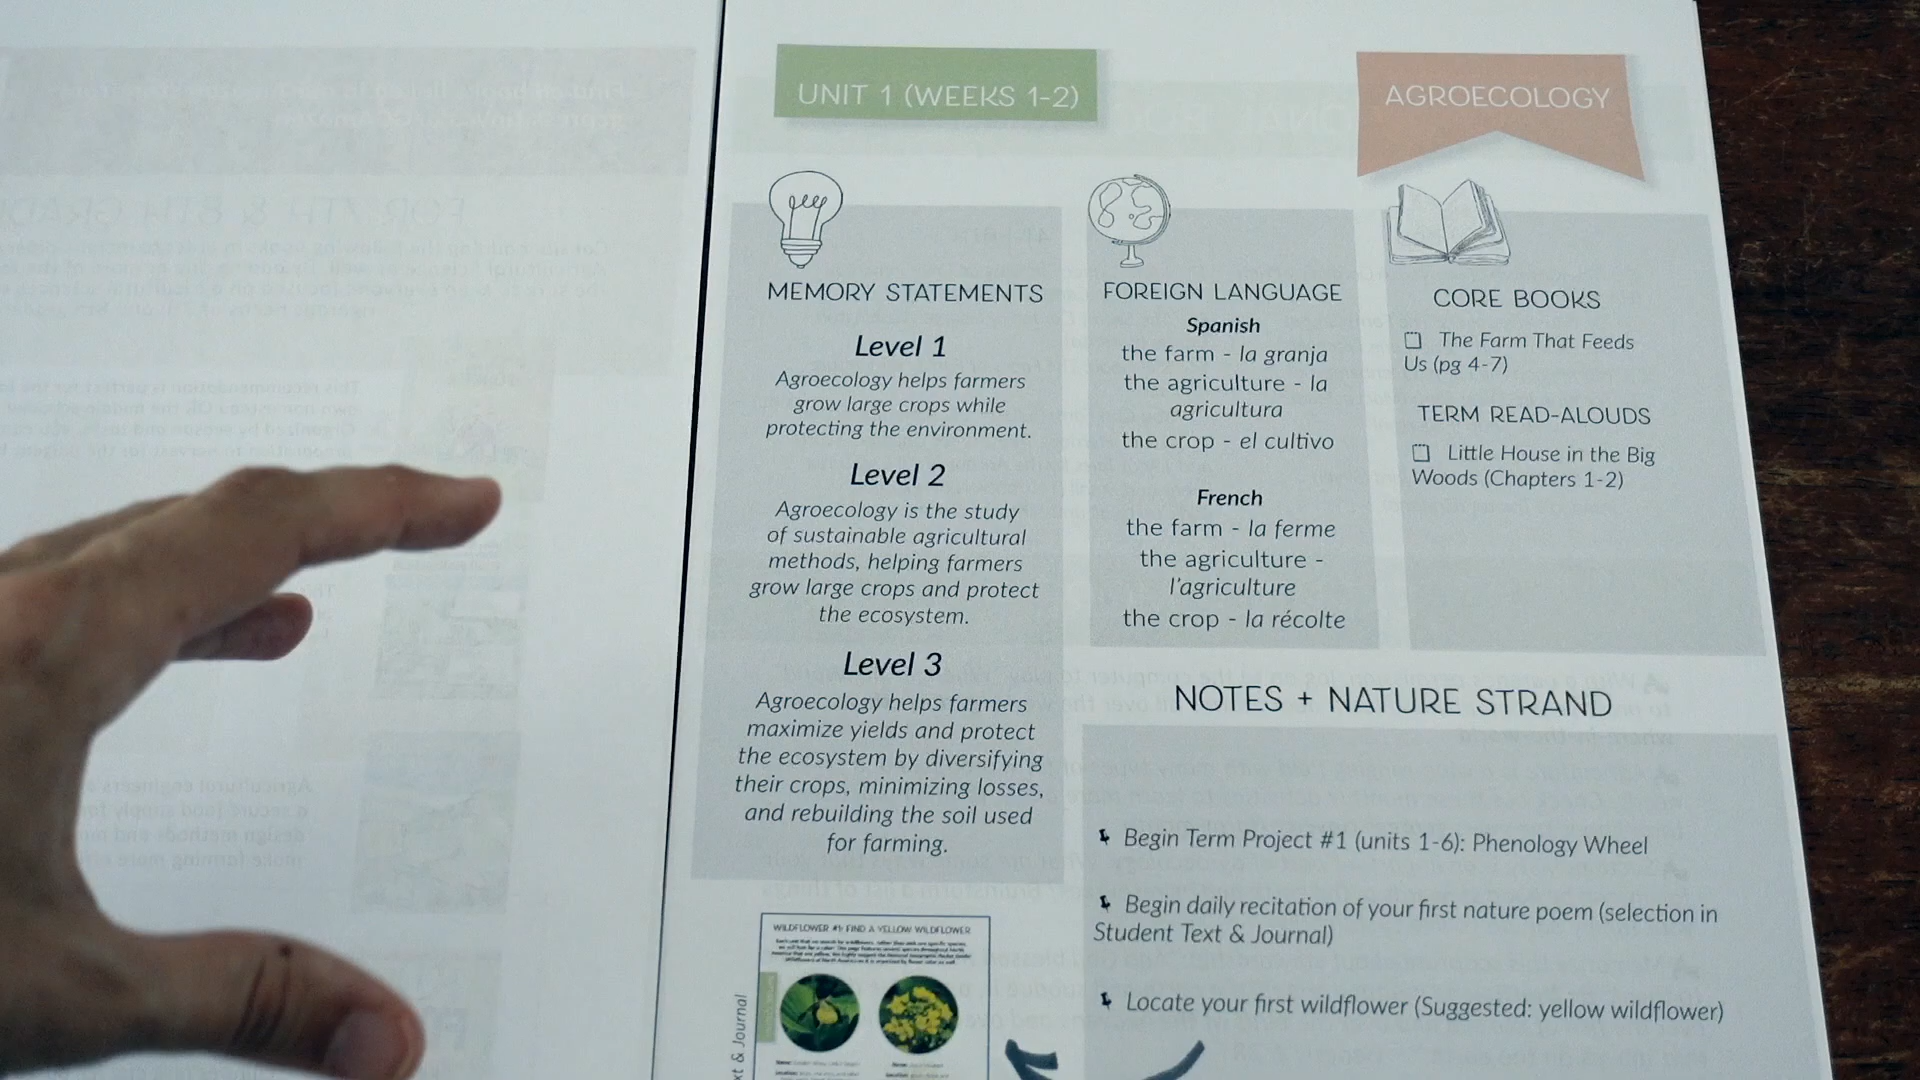 UNIT 1 (WEEKS 1-2)
AGROECOLOGY
MEMORY STATEMENTS
Level 1
Agroecology helps farmers
grow large crops while
protecting the environment.
Level 2
Agroecology is the study
of sustainable agricultural
methods, helping farmers
grow large crops and protect
the ecosystem.
Level 3
Agroecology helps farmers
maximize yields and protect
the ecosystem by diversifying
their crops, minimizing losses,
and rebuilding the soil used
for farming.
FOREIGN LANGUAGE
Spanish
the farm - la granja
the agriculture - la
agricultura
the crop - el cultivo
French
the farm - la ferme
the agriculture -
l'agriculture
the crop - la récolte
CORE BOOKS
The Farm That Feeds
Us (pg 4-7)
TERM READ-ALOUDS
Little House in the Big
Woods (Chapters 1-2)
NOTES + NATURE STRAND
Begin Term Project #1 (units 1-6): Phenology Wheel
Begin daily recitation of your first nature poem (selection in
Student Text & Journal)
Locate your first wildflower (Suggested: yellow wildflower)
WILDFLOWER #1: FIND A YELLOW WILDFLOWER
& Journal